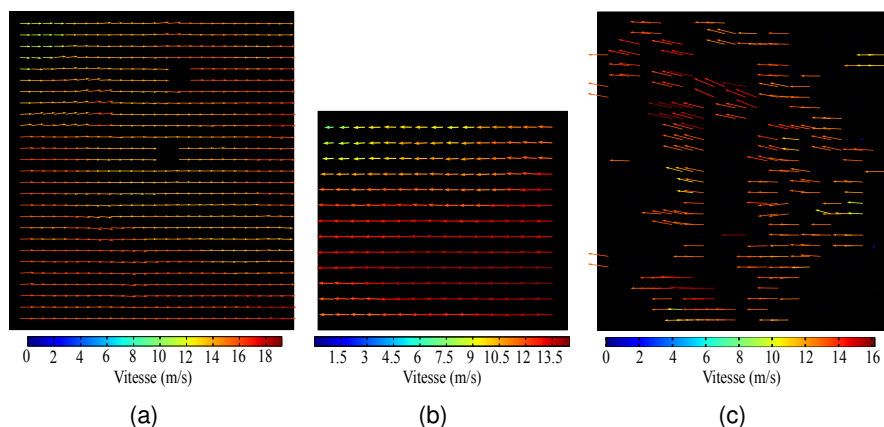 0 2 4 6 8 10 12 14 16 18
Vitesse (m/s)
(a)
1.5 3 4.5 6 7.5 9 10.5 12 13.5
Vitesse (m/s)
(b)
0 2 4 6 8 10 12 14 16
Vitesse (m/s)
(c)